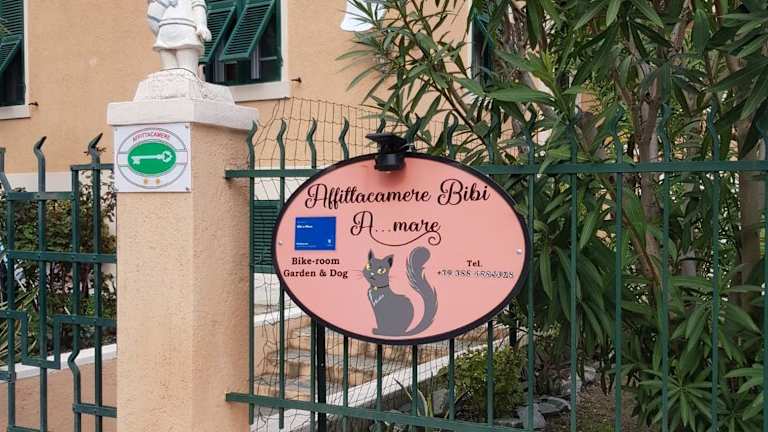 AFFITTACAMERE
Affittacamere Bibi
A...mare
Bike-room
Garden & Dog
Tel.